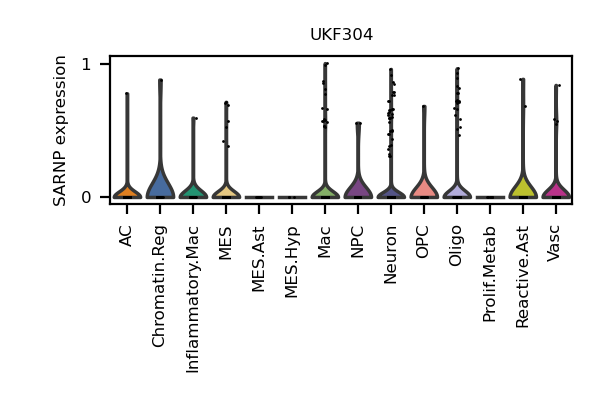 UKF304
SARNP expression
1
0
AC
Chromatin.Reg
Inflammatory.Mac
MES
MES.Ast
MES.Hyp
Mac
NPC
Neuron
OPC
Oligo
Prolif.Metab
Reactive.Ast
Vasc